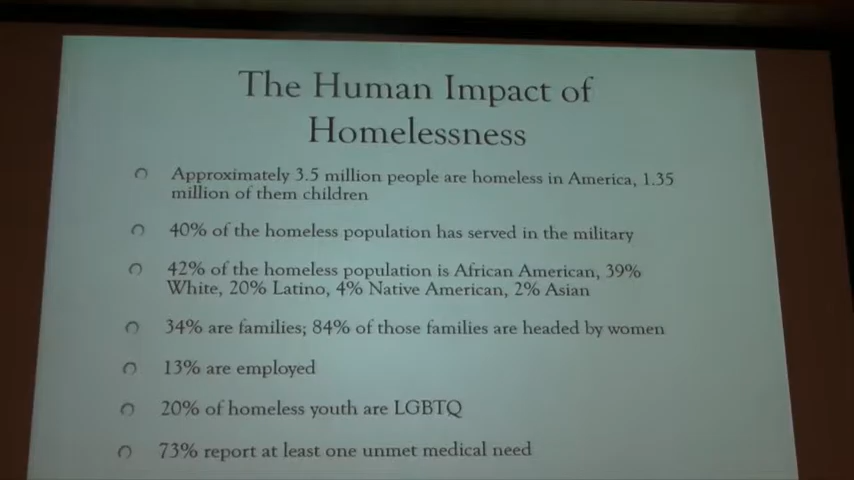 The Human Impact of
Homelessness
Approximately 3.5 million people are homeless in America, 1.35
million of them children
40% of the homeless population has served in the military
42% of the homeless population is African American, 39%
White, 20% Latino, 4% Native American, 2% Asian
34% are families; 84% of those families are headed by women
13% are employed
20% of homeless youth are LGBTQ
73% report at least one unmet medical need